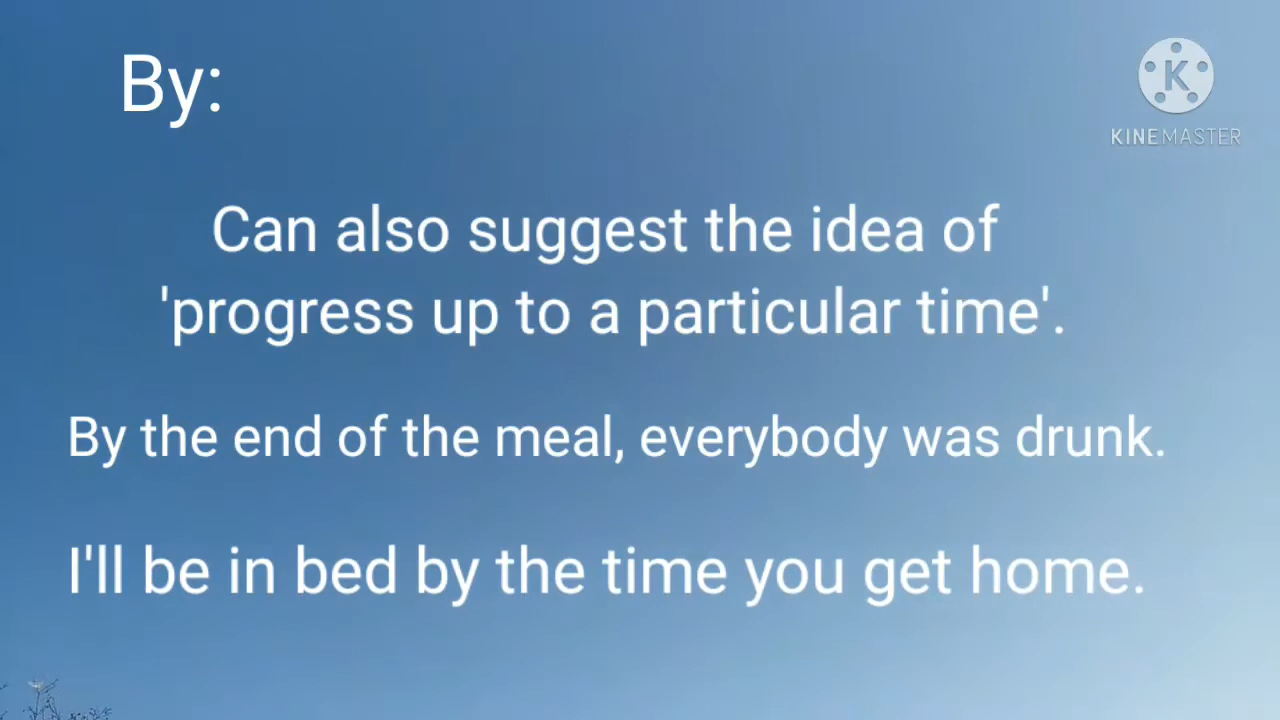 By:
K
KINEMASTER
Can also suggest the idea of
'progress up to a particular time'.
By the end of the meal, everybody was drunk.
I'll be in bed by the time you get home.